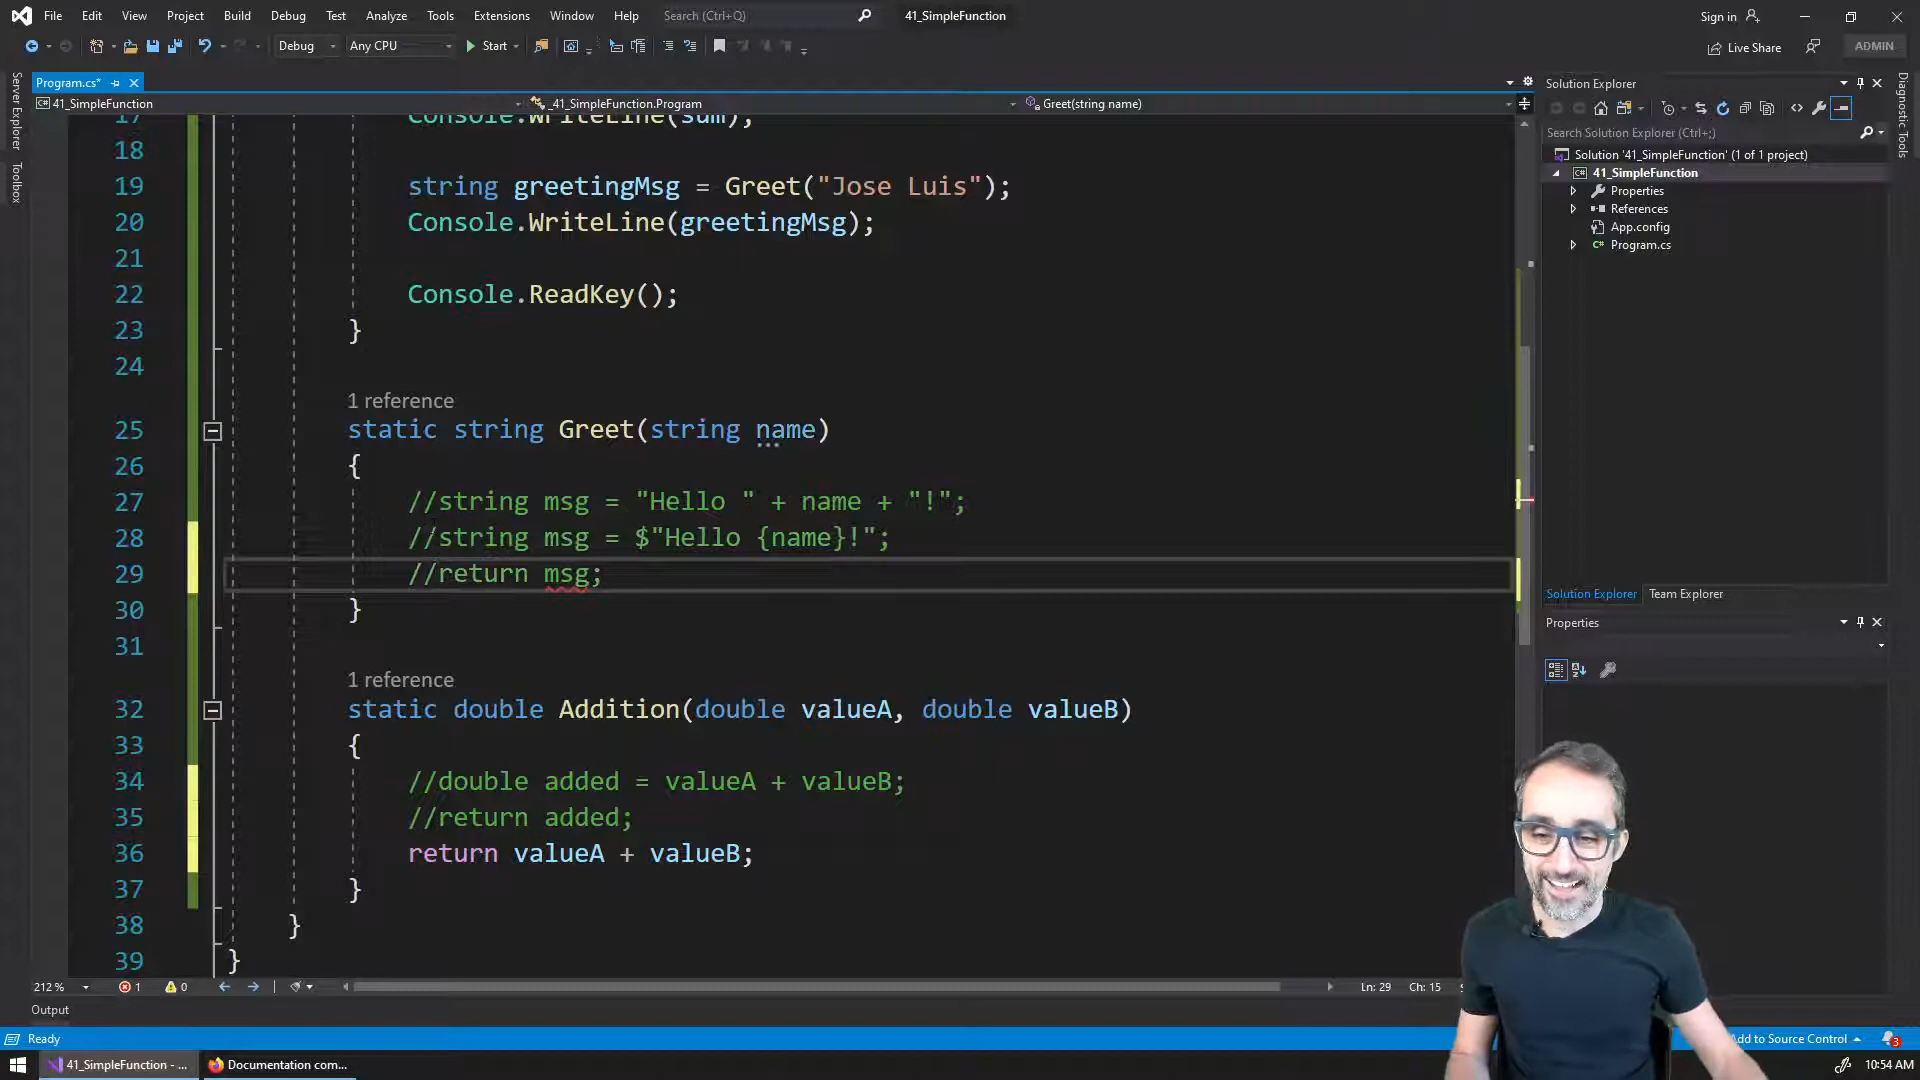 File Edit View Project Build Debug Test Analyze Tools Extensions Window Help Search (Ctrl+Q) 41_SimpleFunction Sign in
Debug Any CPU Start Live Share ADMIN
Program.cs*
41_SimpleFunction _41_SimpleFunction.Program Greet(string name)
Server Explorer
Toolbox
17 Console.WriteLine(sum);
18
19 string greetingMsg = Greet("Jose Luis");
20 Console.WriteLine(greetingMsg);
21
22 Console.ReadKey();
23 }
24
1 reference
25 static string Greet(string name)
26 {
27 //string msg = "Hello " + name + "!";
28 //string msg = $"Hello {name}!";
29 //return msg;
30 }
31
1 reference
32 static double Addition(double valueA, double valueB)
33 {
34 //double added = valueA + valueB;
35 //return added;
36 return valueA + valueB;
37 }
38 }
39 }
212 % 1 0 Ln: 29 Ch: 15
Output
Solution Explorer
Search Solution Explorer (Ctrl+;)
Solution '41_SimpleFunction' (1 of 1 project)
41_SimpleFunction
Properties
References
App.config
Program.cs
Solution Explorer Team Explorer
Properties
Diagnostic Tools
Ready Add to Source Control 3
41_SimpleFunction - ... Documentation com... 10:54 AM